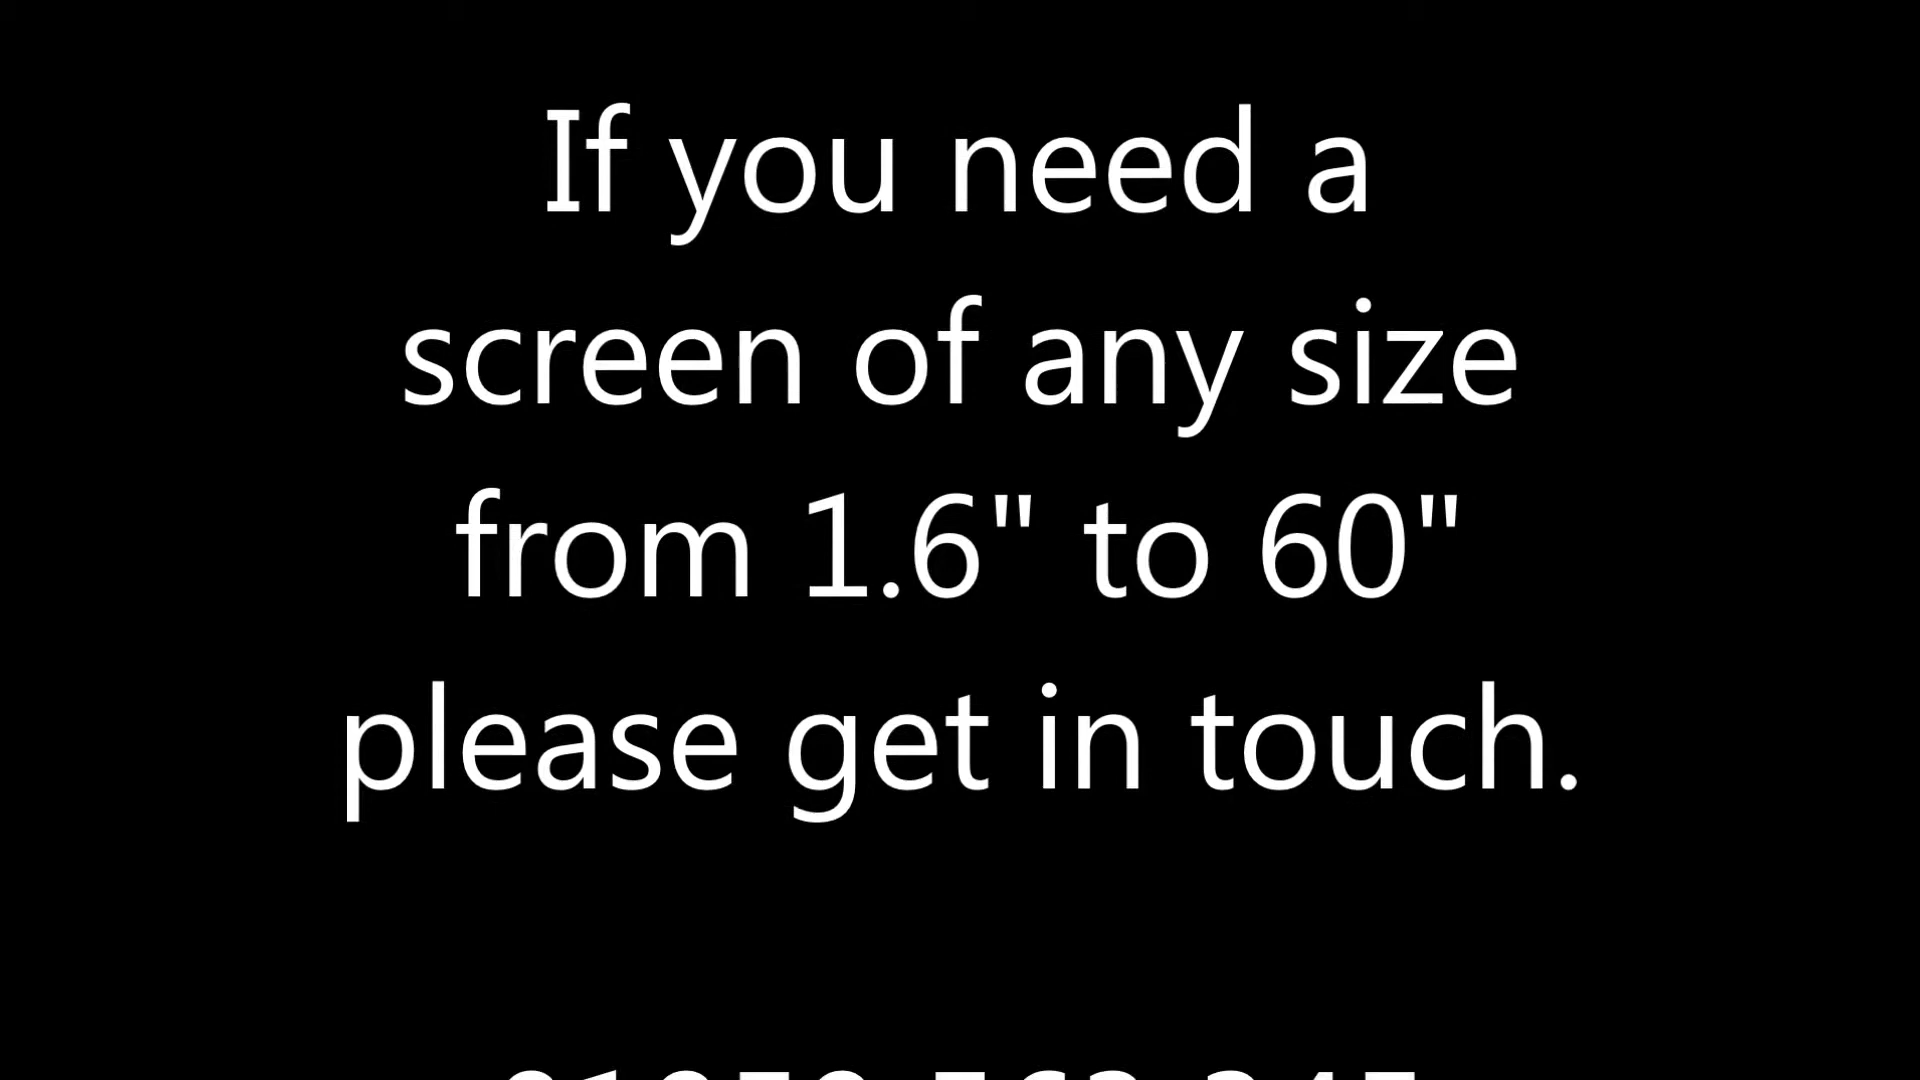 If you need a
screen of any size
from 1.6" to 60"
please get in touch.